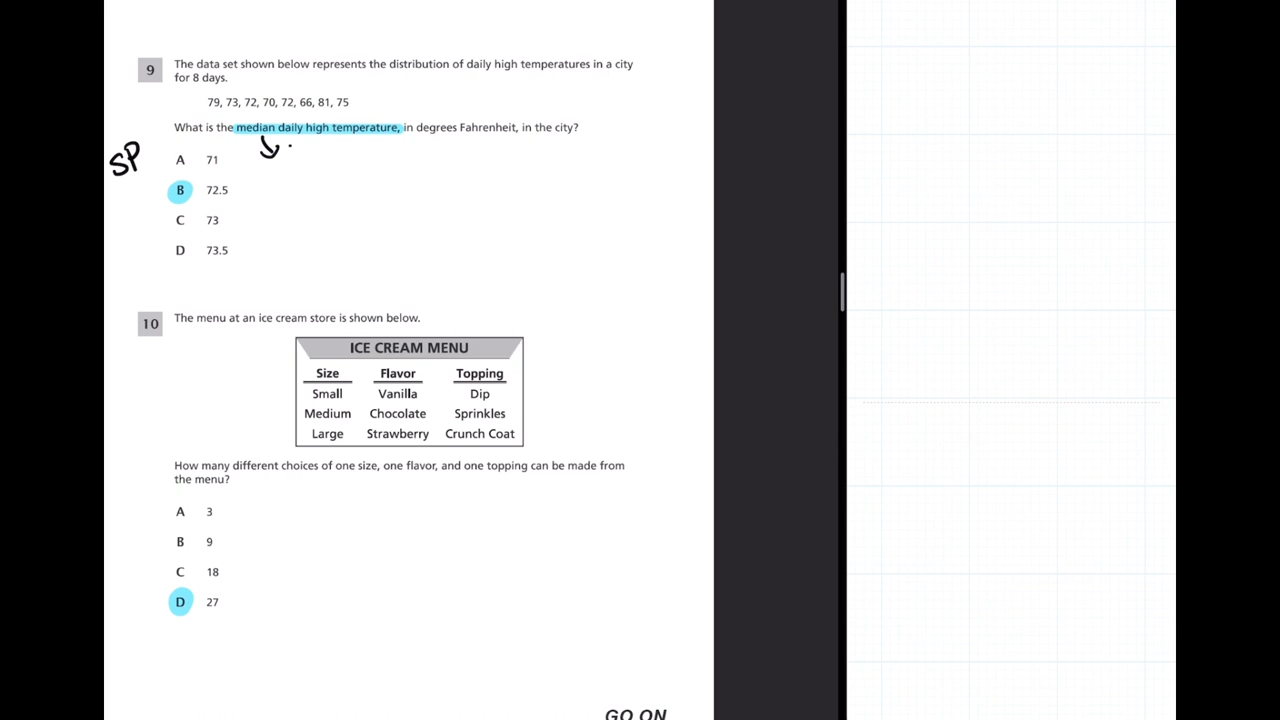 9 The data set shown below represents the distribution of daily high temperatures in a city
for 8 days.
79, 73, 72, 70, 72, 66, 81, 75
What is the median daily high temperature, in degrees Fahrenheit, in the city?
SP
A 71
B 72.5
C 73
D 73.5
10 The menu at an ice cream store is shown below.
ICE CREAM MENU
Size Flavor Topping
Small Vanilla Dip
Medium Chocolate Sprinkles
Large Strawberry Crunch Coat
How many different choices of one size, one flavor, and one topping can be made from
the menu?
A 3
B 9
C 18
D 27
GO ON